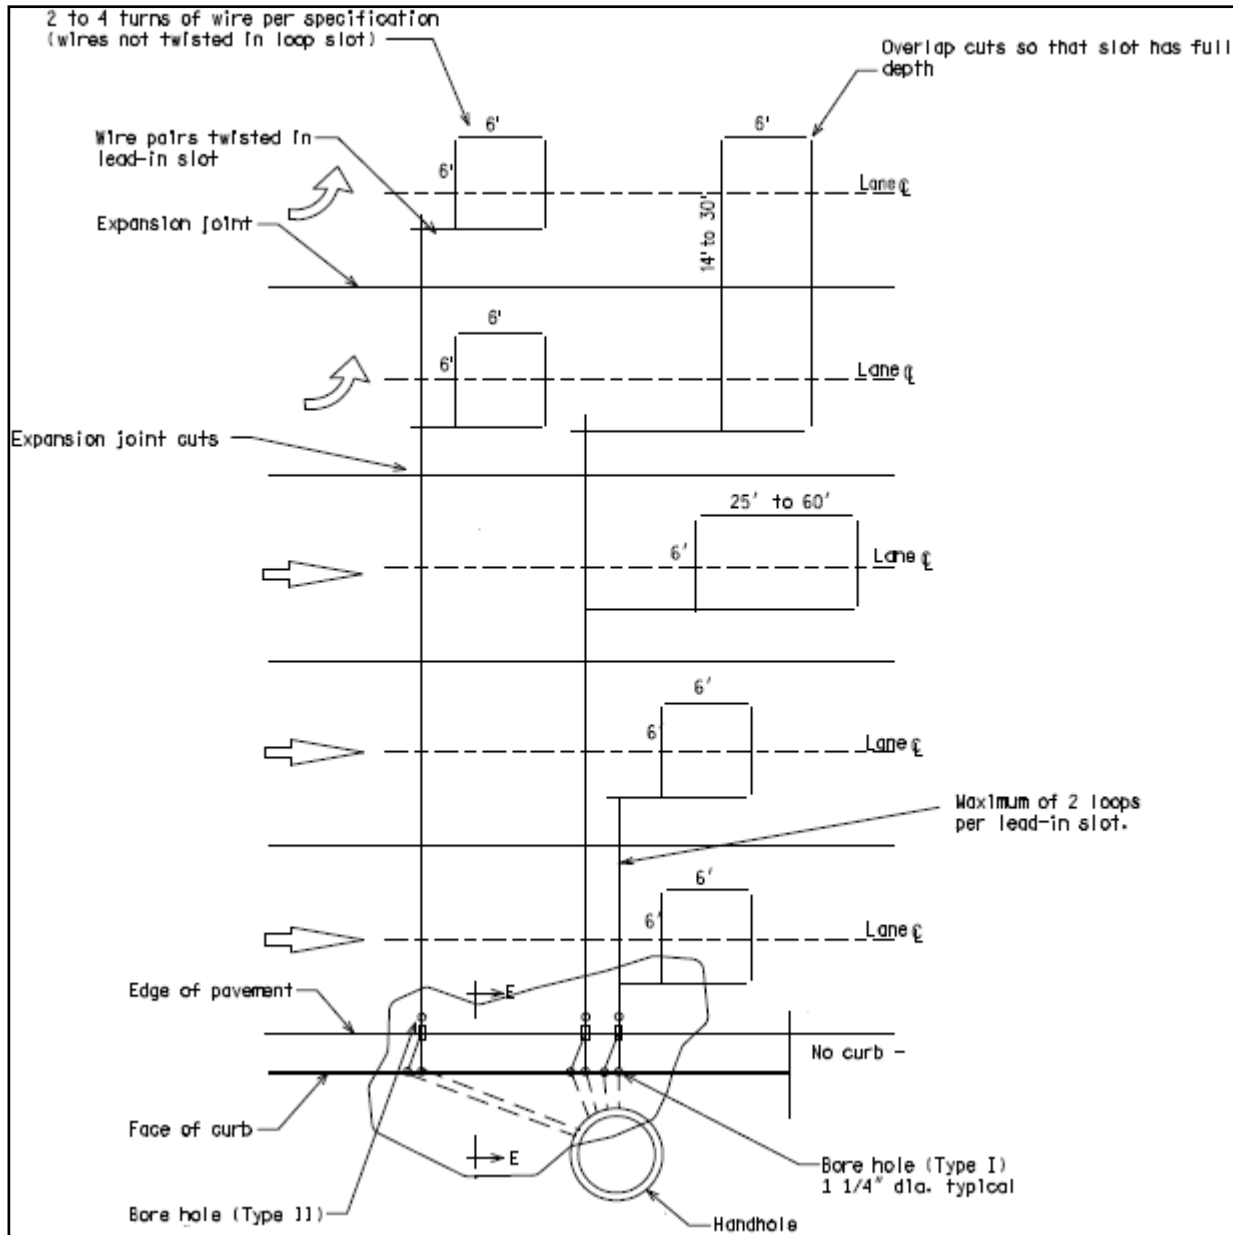 2 to 4 turns of wire per specification
(wires not twisted in loop slot)
Overlap cuts so that slot has full
depth
6'
6'
Wire pairs twisted in
lead-in slot
6'
Lane ℄
14' to 30'
Expansion joint
6'
6'
Lane ℄
Expansion joint cuts
25' to 60'
6'
Lane ℄
6'
6'
Lane ℄
Maximum of 2 loops
per lead-in slot.
6'
6'
Lane ℄
Edge of pavement
E
No curb -
Face of curb
E
Bore hole (Type I)
1 1/4" dia. typical
Bore hole (Type II)
Handhole